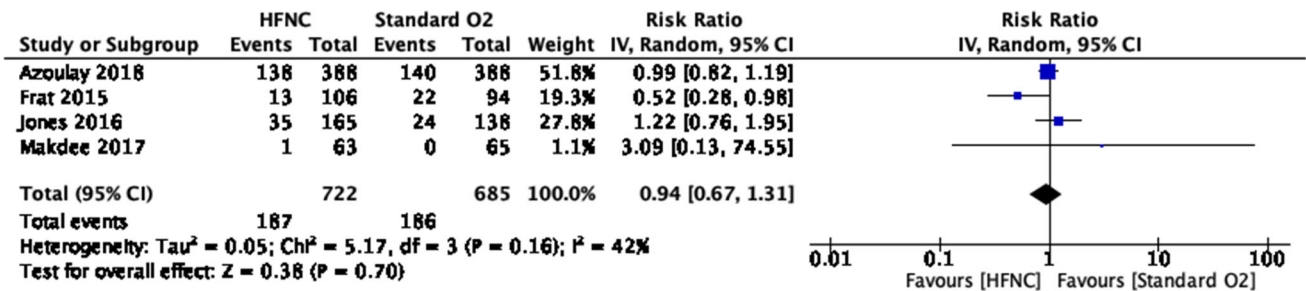 HFNC Standard O2 Risk Ratio Risk Ratio
Study or Subgroup Events Total Events Total Weight IV, Random, 95% CI IV, Random, 95% CI
Azoulay 2018 138 388 140 388 51.8% 0.99 [0.82, 1.19]
Frat 2015 13 106 22 94 19.3% 0.52 [0.28, 0.98]
Jones 2016 35 165 24 138 27.8% 1.22 [0.76, 1.95]
Makdee 2017 1 63 0 65 1.1% 3.09 [0.13, 74.55]
Total (95% CI) 722 685 100.0% 0.94 [0.67, 1.31]
Total events 187 186
Heterogeneity: Tau² = 0.05; Chi² = 5.17, df = 3 (P = 0.16); I² = 42%
Test for overall effect: Z = 0.38 (P = 0.70)
0.01 0.1 1 10 100
Favours [HFNC] Favours [Standard O2]